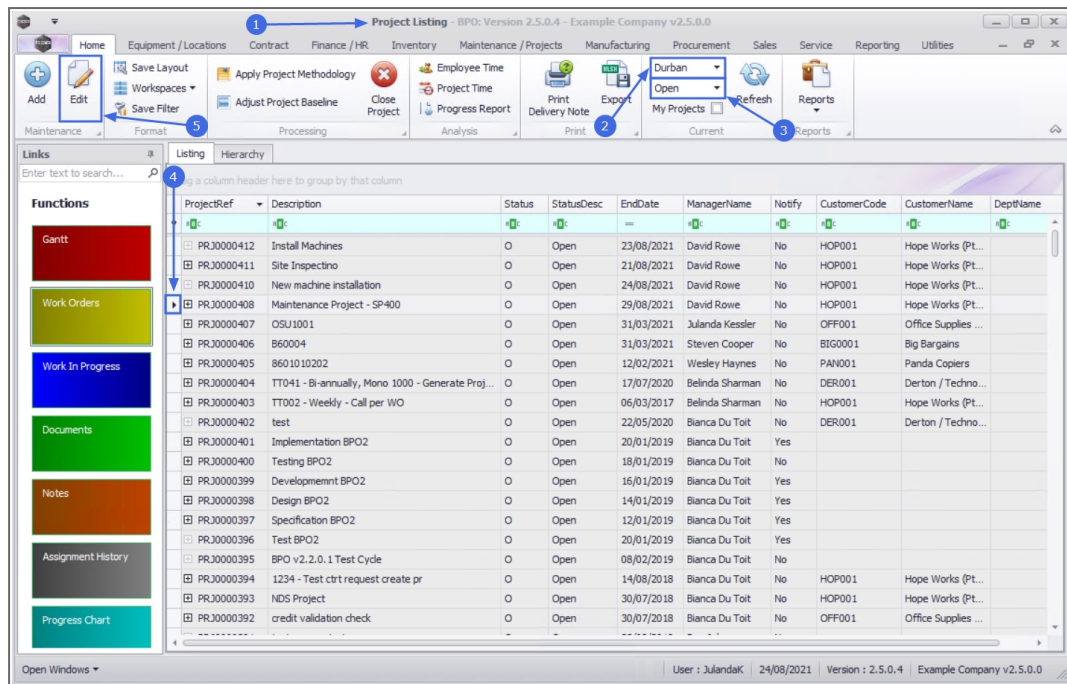 1
Project Listing - BPO: Version 2.5.0.4 - Example Company v2.5.0.0
Home Equipment / Locations Contract Finance / HR Inventory Maintenance / Projects Manufacturing Procurement Sales Service Reporting Utilities
Add Edit Save Layout Workspaces Save Filter
Apply Project Methodology Adjust Project Baseline Close Project
Employee Time Project Time Progress Report
Print Delivery Note Export
Durban
Open
My Projects
Refresh Reports
2 3 5
Maintenance Format Processing Analysis Print Current Reports
Links
Enter text to search...
Functions
Gantt
Work Orders
Work In Progress
Documents
Notes
Assignment History
Progress Chart
Listing Hierarchy
4
a column header here to group by that column
ProjectRef Description Status StatusDesc EndDate ManagerName Notify CustomerCode CustomerName DeptName
PRJ0000412 Install Machines O Open 23/08/2021 David Rowe No HOP001 Hope Works (Pt...
PRJ0000411 Site Inspectino O Open 21/08/2021 David Rowe No HOP001 Hope Works (Pt...
PRJ0000410 New machine installation O Open 24/08/2021 David Rowe No HOP001 Hope Works (Pt...
PRJ0000408 Maintenance Project - SP400 O Open 29/08/2021 David Rowe No HOP001 Hope Works (Pt...
PRJ0000407 OSU1001 O Open 31/03/2021 Julanda Kessler No OFF001 Office Supplies ...
PRJ0000406 B60004 O Open 31/03/2021 Steven Cooper No BIG0001 Big Bargains
PRJ0000405 8601010202 O Open 12/02/2021 Wesley Haynes No PAN001 Panda Copiers
PRJ0000404 TT041 - Bi-annually, Mono 1000 - Generate Proj... O Open 17/07/2020 Belinda Sharman No DER001 Derton / Techno...
PRJ0000403 TT002 - Weekly - Call per WO O Open 06/03/2017 Belinda Sharman No HOP001 Hope Works (Pt...
PRJ0000402 test O Open 22/05/2020 Bianca Du Toit No DER001 Derton / Techno...
PRJ0000401 Implementation BPO2 O Open 20/01/2019 Bianca Du Toit Yes
PRJ0000400 Testing BPO2 O Open 18/01/2019 Bianca Du Toit No
PRJ0000399 Developmemnt BPO2 O Open 16/01/2019 Bianca Du Toit Yes
PRJ0000398 Design BPO2 O Open 14/01/2019 Bianca Du Toit Yes
PRJ0000397 Specification BPO2 O Open 12/01/2019 Bianca Du Toit Yes
PRJ0000396 Test BPO2 O Open 20/01/2019 Bianca Du Toit Yes
PRJ0000395 BPO v2.2.0.1 Test Cycle O Open 08/02/2019 Bianca Du Toit No
PRJ0000394 1234 - Test ctrt request create pr O Open 14/08/2018 Bianca Du Toit No HOP001 Hope Works (Pt...
PRJ0000393 NDS Project O Open 30/07/2018 Bianca Du Toit No HOP001 Hope Works (Pt...
PRJ0000392 credit validation check O Open 30/07/2018 Bianca Du Toit No OFF001 Office Supplies ...
Open Windows User : JulandaK 24/08/2021 Version : 2.5.0.4 Example Company v2.5.0.0